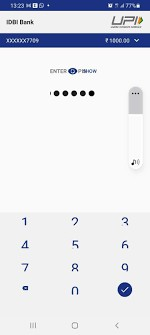 13:23
77%
IDBI Bank
UPI
XXXXXX7709
₹ 1000.00
ENTER PIN SHOW
1 2 3
4 5 6
7 8 9
0